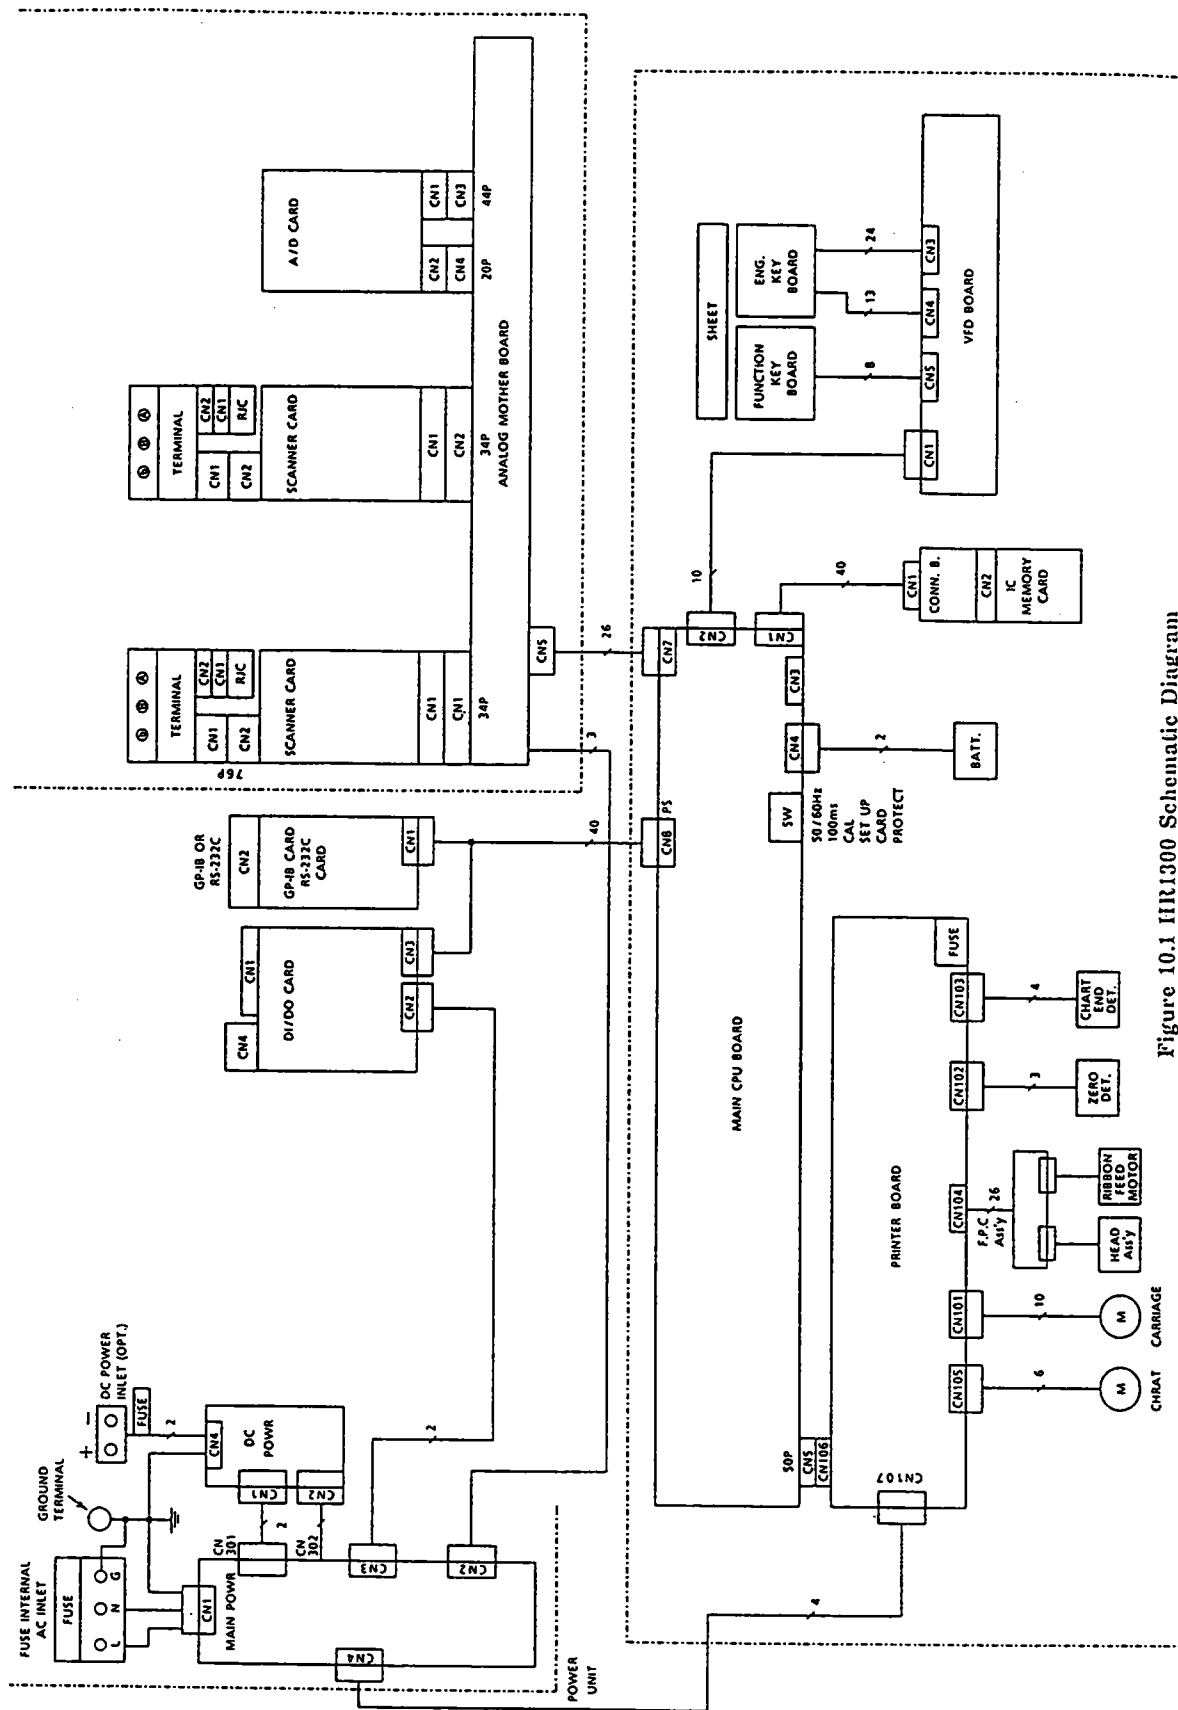 FUSE INTERNAL
AC INLET
FUSE
L
N
G
GROUND
TERMINAL
+
−
DC POWER
INLET (OPT.)
FUSE
2
CN4
DC
POWR
CN1
CN2
2
CN
301
CN
302
CN1
MAIN POWR
CN3
CN2
CN4
POWER
UNIT
2
4
CN4
CN1
DI/DO CARD
CN2
CN3
GP-IB OR
RS-232C
CN2
GP-IB CARD
RS-232C
CARD
CN1
40
3
TERMINAL
CN1
CN2
CN2
CN1
RJC
76P
SCANNER CARD
CN1
CN1
34P
TERMINAL
CN1
CN2
CN2
CN1
RJC
SCANNER CARD
CN1
CN2
34P
A/D CARD
CN2
CN1
CN4
CN3
20P
44P
ANALOG MOTHER BOARD
CN5
26
CN8
PS
CN7
MAIN CPU BOARD
CN2
CN1
10
40
CN3
CN4
SW
50/60Hz
100ms
CAL
SET UP
CARD
PROTECT
2
BATT.
CN1
CONN. B.
CN2
IC
MEMORY
CARD
SHEET
FUNCTION
KEY
BOARD
ENG.
KEY
BOARD
8
13
24
CN1
CN5
CN4
CN3
VFD BOARD
50P
CN5
CN106
CN107
PRINTER BOARD
FUSE
CN105
CN101
CN104
CN102
CN103
6
10
F.P.C
Ass'y
26
3
4
M
CHRAT
M
CARRIAGE
HEAD
Ass'y
RIBBON
FEED
MOTOR
ZERO
DET.
CHART
END
DET.
Figure 10.1 HR1300 Schematic Diagram